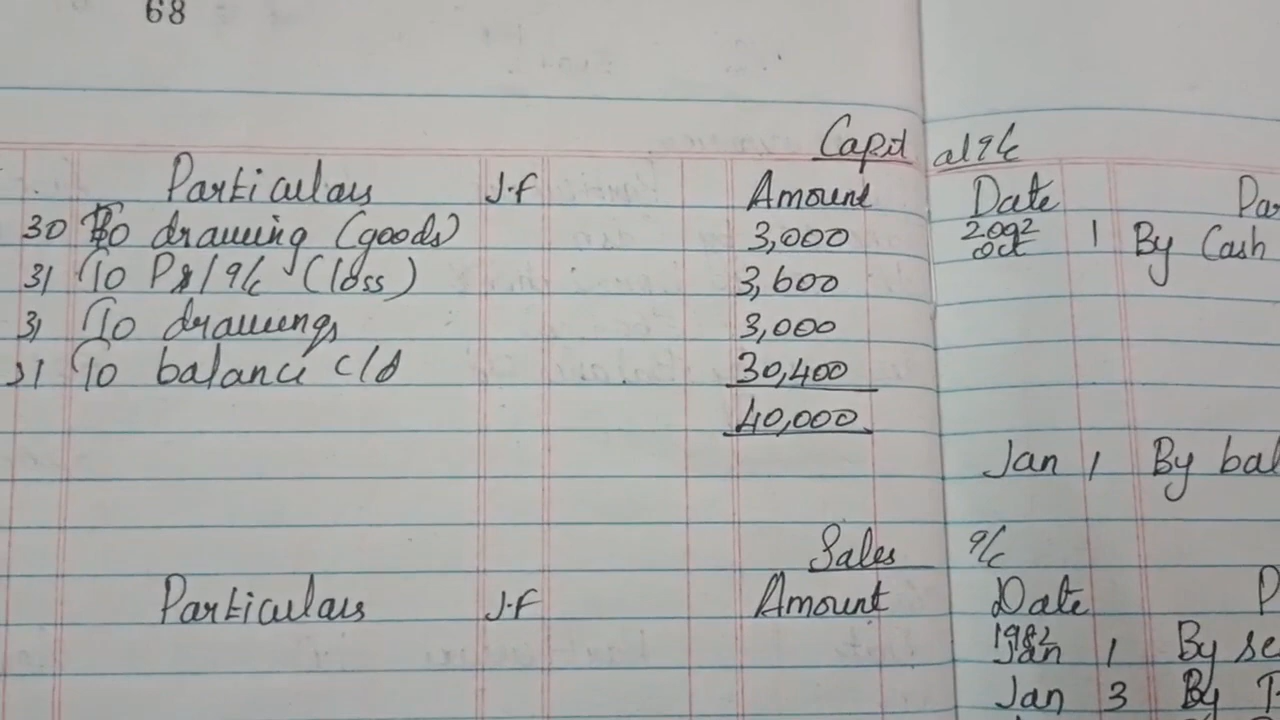 68
Capital a/c
Particulars J.F Amount Date Par
30 To drawing (goods) 3,000 2002 Oct 1 By Cash
31 To P&l a/c (loss) 3,600
31 To drawings 3,000
31 To balance c/d 30,400
40,000
Jan 1 By bal
Sales a/c
Particulars J.F Amount Date P
1982 Jan 1 By se
Jan 3 By